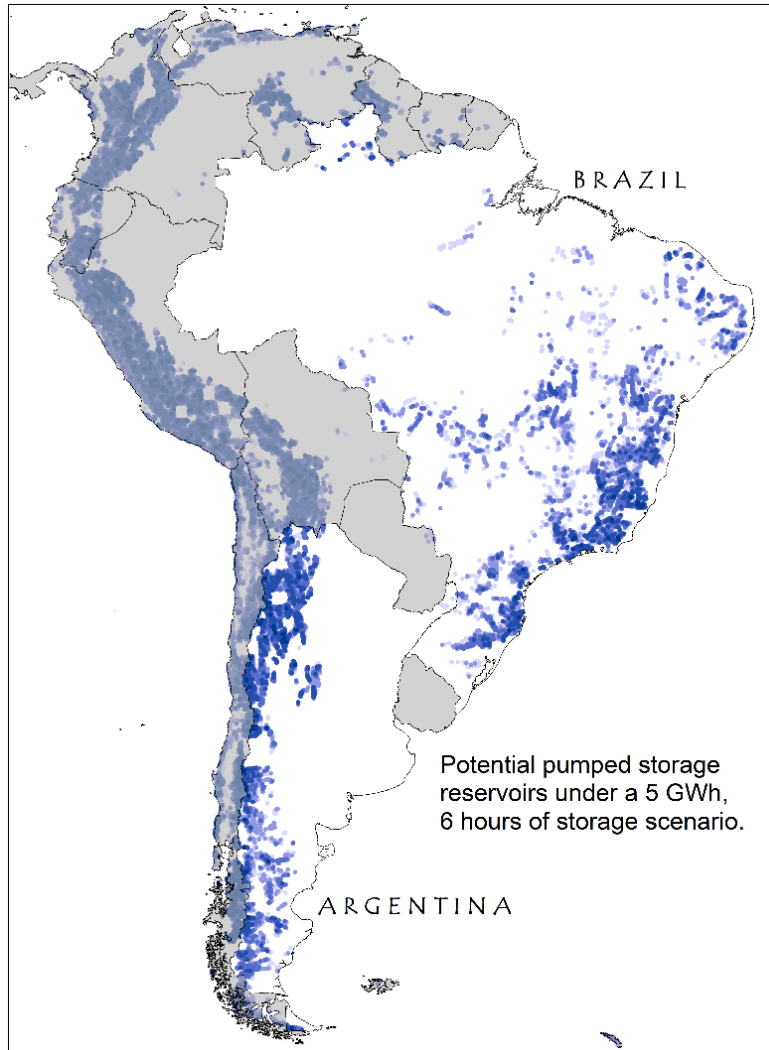 BRAZIL
Potential pumped storage
reservoirs under a 5 GWh,
6 hours of storage scenario.
ARGENTINA